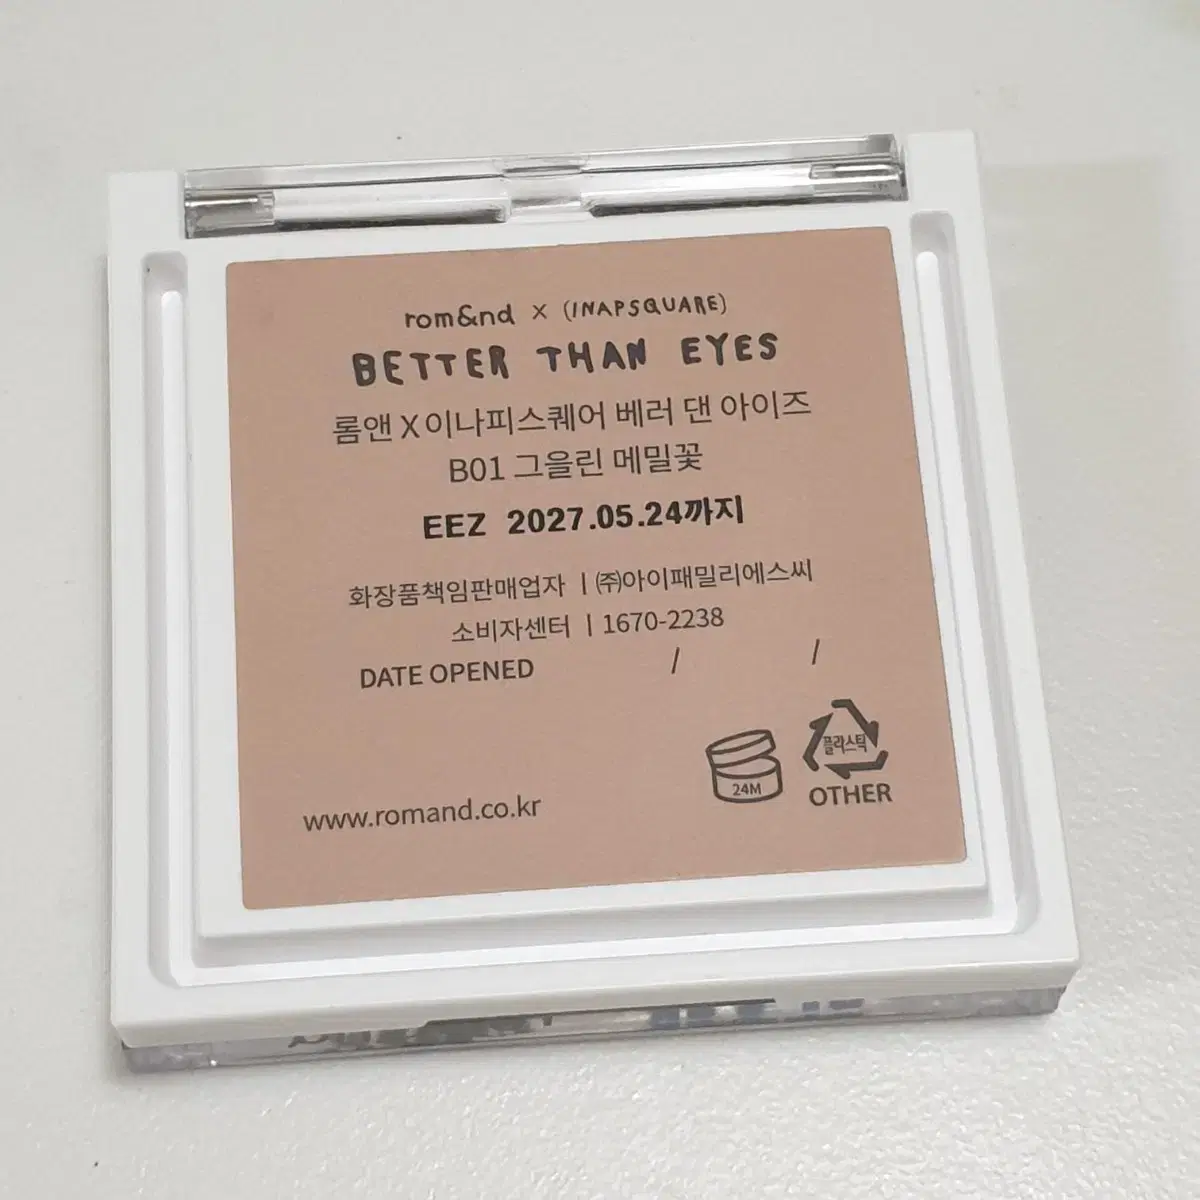 rom&nd x (INAPSQUARE)
BETTER THAN EYES
롬앤 X 이나피스퀘어 베러 댄 아이즈
B01 그을린 메밀꽃
EEZ 2027.05.24까지
화장품책임판매업자 | ㈜아이패밀리에스씨
소비자센터 | 1670-2238
DATE OPENED / /
24M
플라스틱
OTHER
www.romand.co.kr